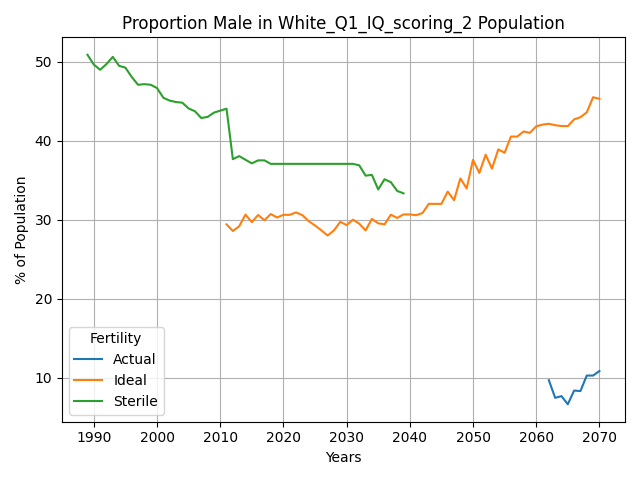 Proportion Male in White_Q1_IQ_scoring_2 Population
% of Population
50
40
30
20
10
Fertility
Actual
Ideal
Sterile
1990 2000 2010 2020 2030 2040 2050 2060 2070
Years